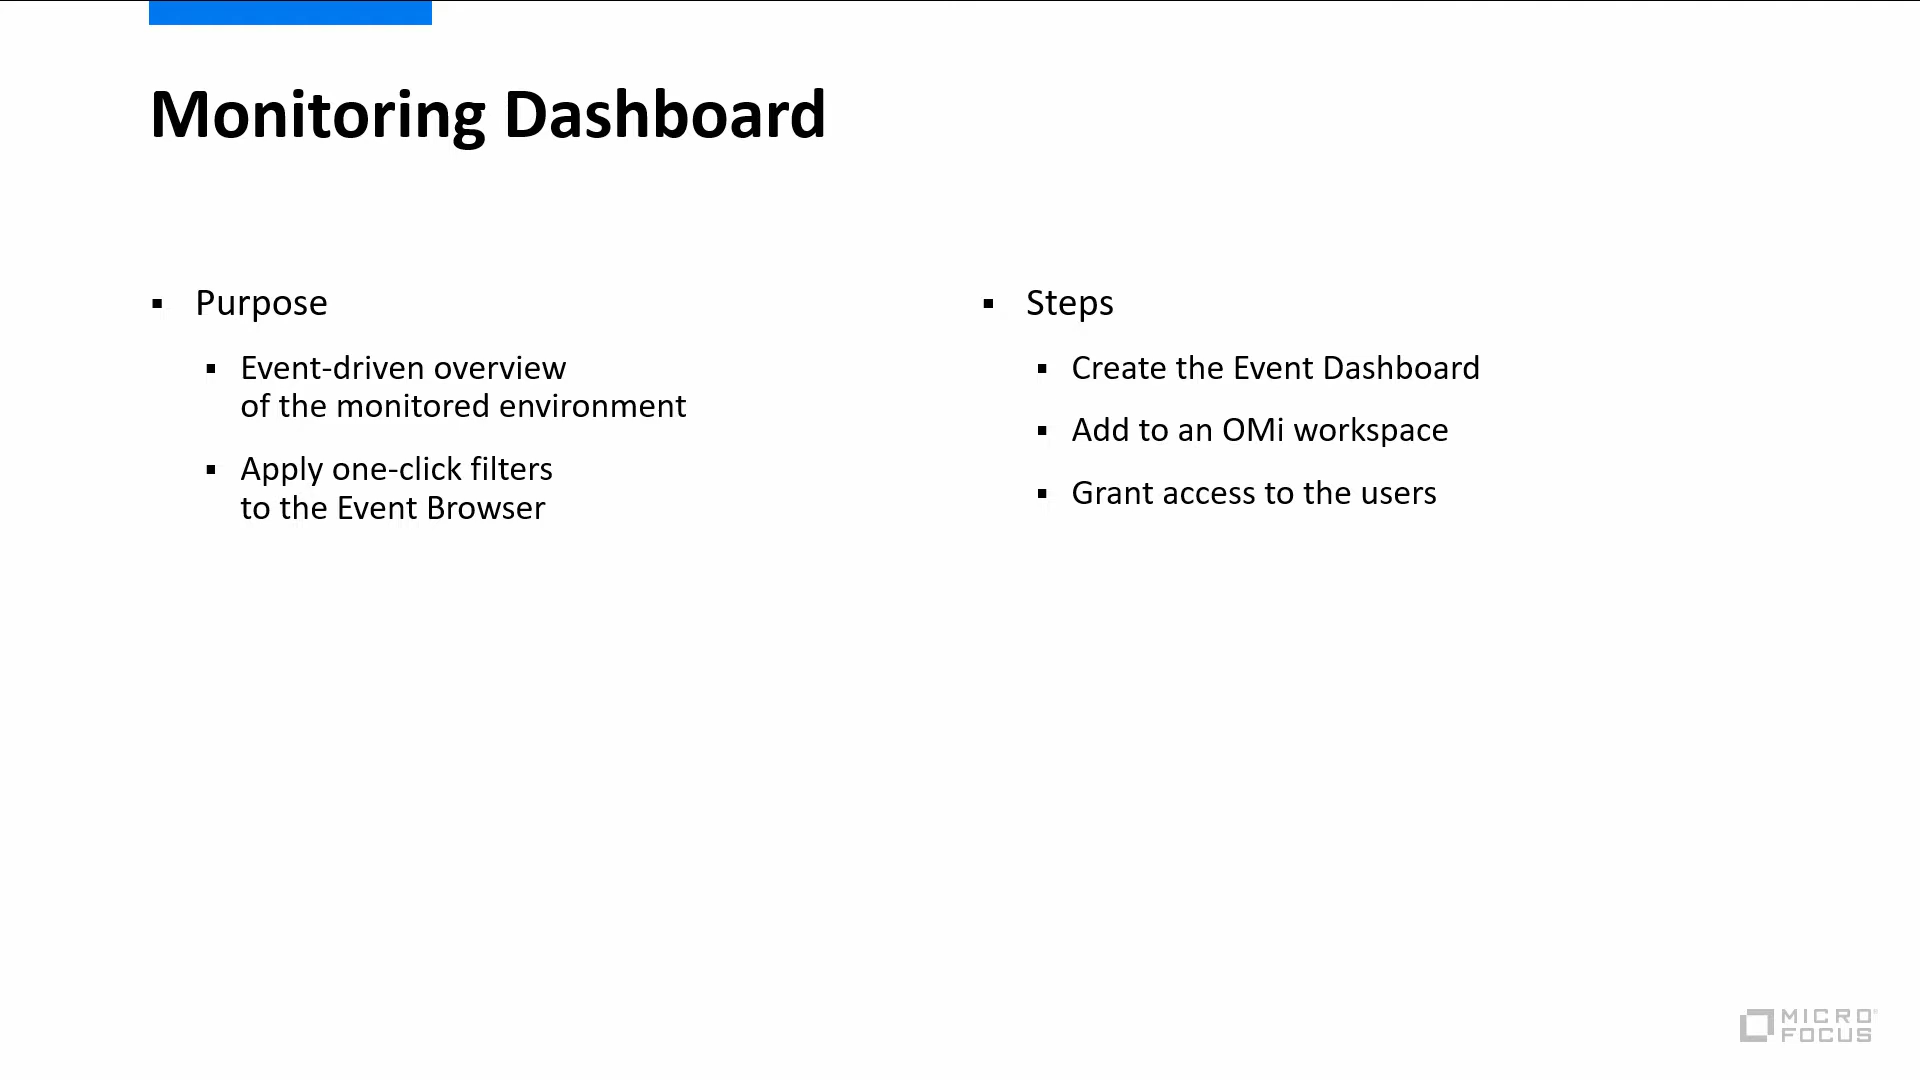 Monitoring Dashboard
Purpose
Event-driven overview
of the monitored environment
Apply one-click filters
to the Event Browser
Steps
Create the Event Dashboard
Add to an OMi workspace
Grant access to the users
MICRO
FOCUS